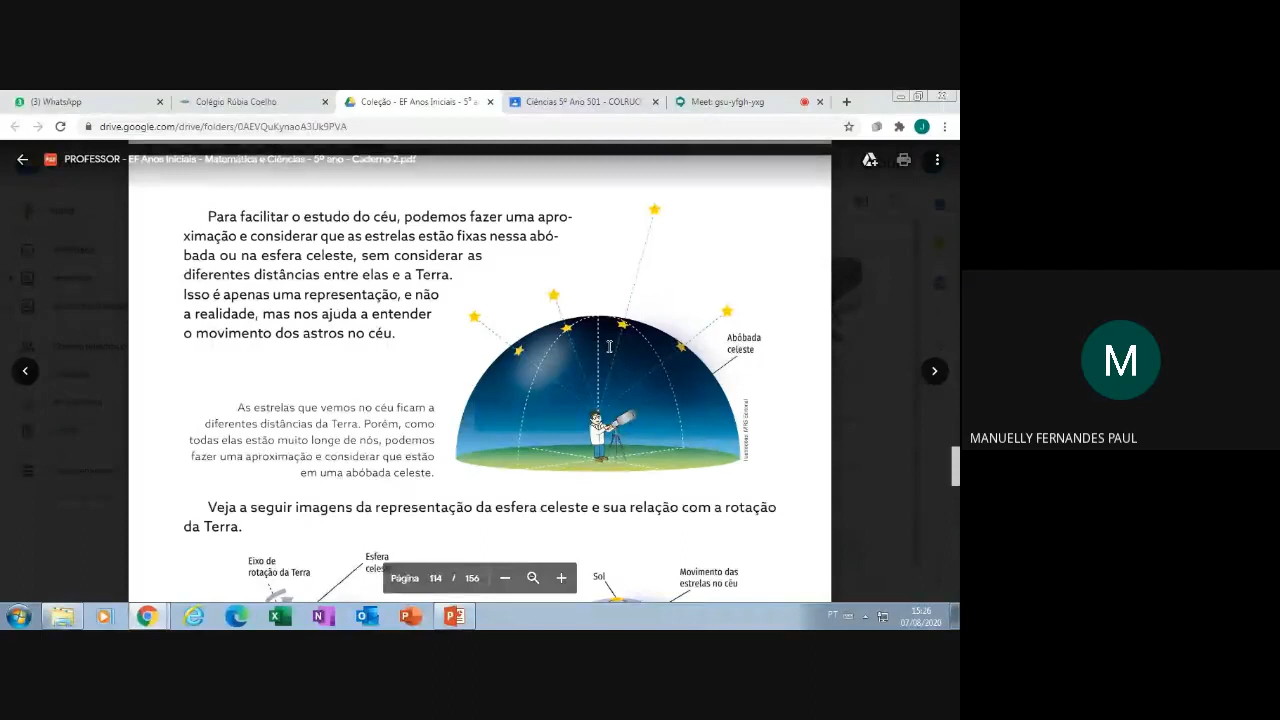 (3) WhatsApp
Colégio Rúbia Coelho
Coleção - EF Anos Iniciais - 5º a
Ciências 5º Ano 501 - COLRUC
Meet: gsu-yfgh-yxg
drive.google.com/drive/folders/0AEVQuKynaoA3Uk9PVA
PROFESSOR - EF Anos Iniciais - Matemática e Ciências - 5º ano - Caderno 2.pdf
Para facilitar o estudo do céu, podemos fazer uma apro-
ximação e considerar que as estrelas estão fixas nessa abó-
bada ou na esfera celeste, sem considerar as
diferentes distâncias entre elas e a Terra.
Isso é apenas uma representação, e não
a realidade, mas nos ajuda a entender
o movimento dos astros no céu.
Abóbada
celeste
As estrelas que vemos no céu ficam a
diferentes distâncias da Terra. Porém, como
todas elas estão muito longe de nós, podemos
fazer uma aproximação e considerar que estão
em uma abóbada celeste.
Veja a seguir imagens da representação da esfera celeste e sua relação com a rotação
da Terra.
Eixo de
rotação da Terra
Esfera
celes
Sol
Movimento das
estrelas no céu
Página 114 / 156
PT
15:26
07/08/2020
M
MANUELLY FERNANDES PAUL